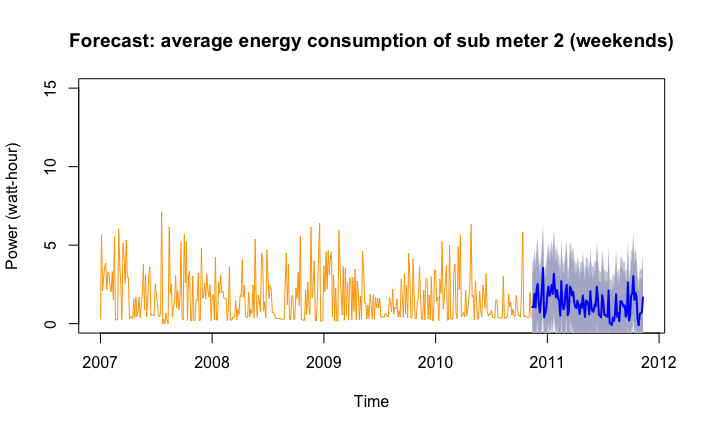 Forecast: average energy consumption of sub meter 2 (weekends)
Power (watt-hour)
15
10
5
0
2007 2008 2009 2010 2011 2012
Time